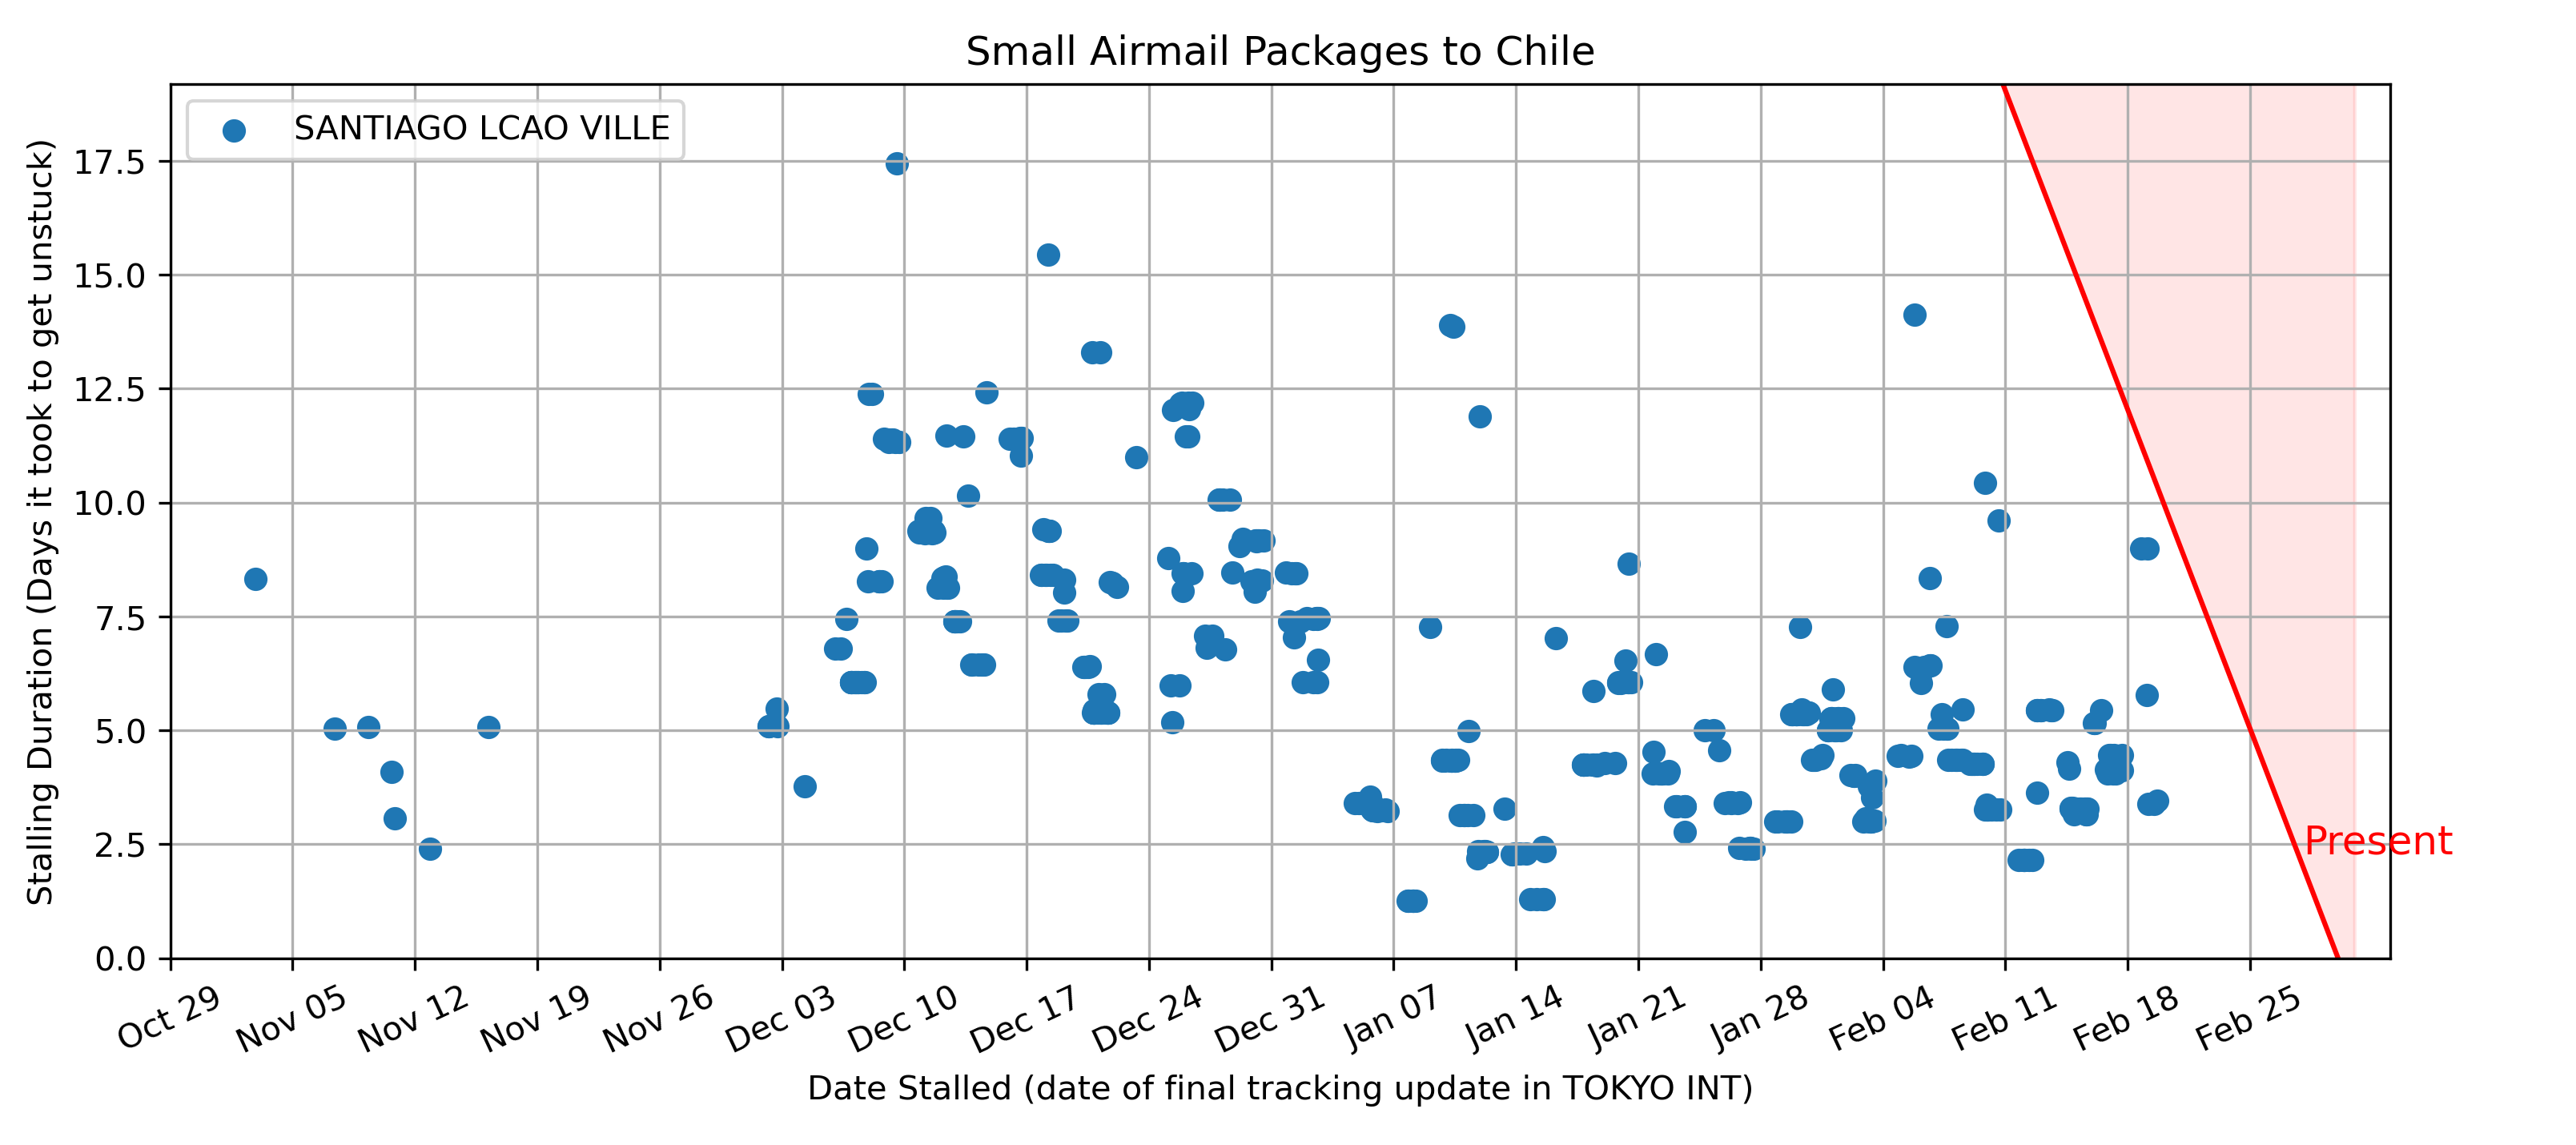 Small Airmail Packages to Chile
SANTIAGO LCAO VILLE
Stalling Duration (Days it took to get unstuck)
17.5
15.0
12.5
10.0
7.5
5.0
2.5
0.0
Present
Oct 29
Nov 05
Nov 12
Nov 19
Nov 26
Dec 03
Dec 10
Dec 17
Dec 24
Dec 31
Jan 07
Jan 14
Jan 21
Jan 28
Feb 04
Feb 11
Feb 18
Feb 25
Date Stalled (date of final tracking update in TOKYO INT)